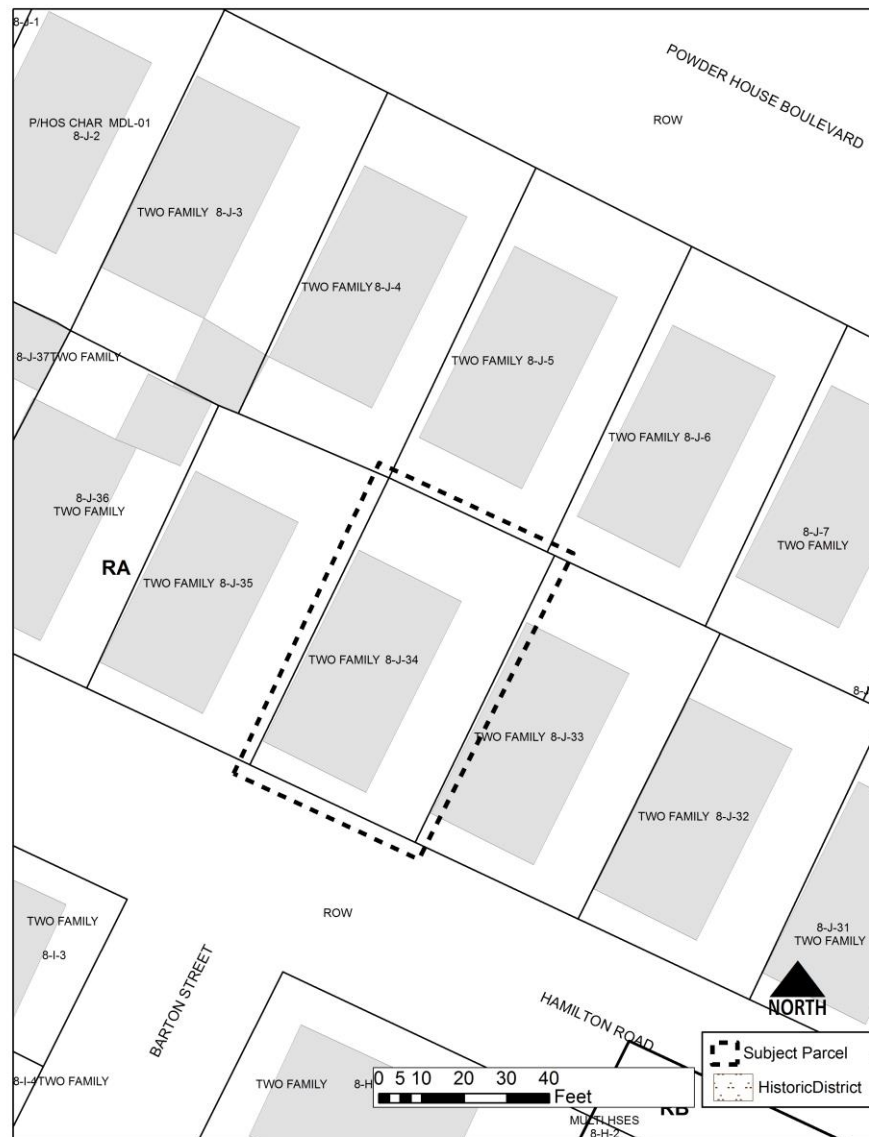 8-J-1
POWDER HOUSE BOULEVARD
ROW
P/HOS CHAR MDL-01
8-J-2
TWO FAMILY 8-J-3
TWO FAMILY 8-J-4
8-J-37TWO FAMILY
TWO FAMILY 8-J-5
TWO FAMILY 8-J-6
8-J-36
TWO FAMILY
8-J-7
TWO FAMILY
RA
TWO FAMILY 8-J-35
TWO FAMILY 8-J-34
TWO FAMILY 8-J-33
TWO FAMILY 8-J-32
ROW
TWO FAMILY
8-I-3
8-J-31
TWO FAMILY
BARTON STREET
HAMILTON ROAD
NORTH
8-I-4TWO FAMILY
TWO FAMILY 8-H
0 5 10 20 30 40
Feet
Subject Parcel
HistoricDistrict
RB
MULTI HSES
8-H-2